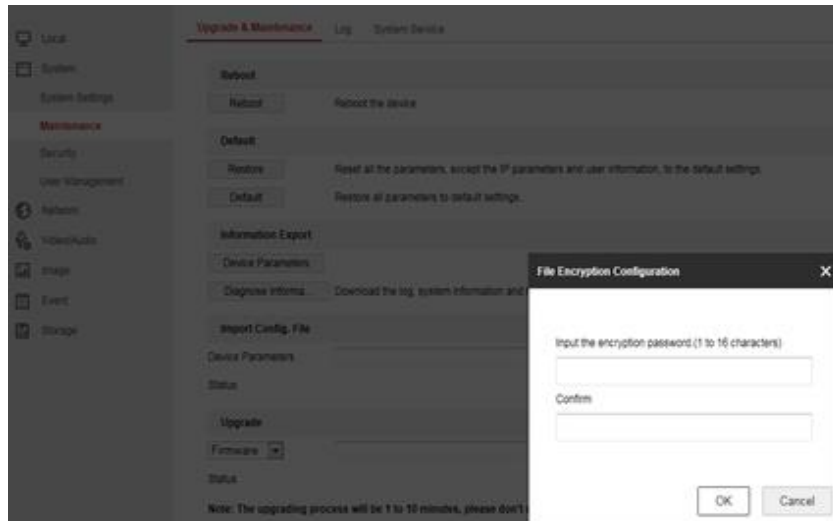 Upgrade & Maintenance Log System Service
Local
System
System Settings
Maintenance
Security
User Management
Network
Video/Audio
Image
Event
Storage
Reboot
Reboot Reboot the device.
Default
Restore Reset all the parameters, except the IP parameters and user information, to the default settings.
Default Restore all parameters to default settings.
Information Export
Device Parameters
Diagnose Informa... Download the log, system information and
Import Config. File
Device Parameters
Status
Upgrade
Firmware
Status
Note: The upgrading process will be 1 to 10 minutes, please don't
File Encryption Configuration X
Input the encryption password.(1 to 16 characters)
Confirm
OK Cancel